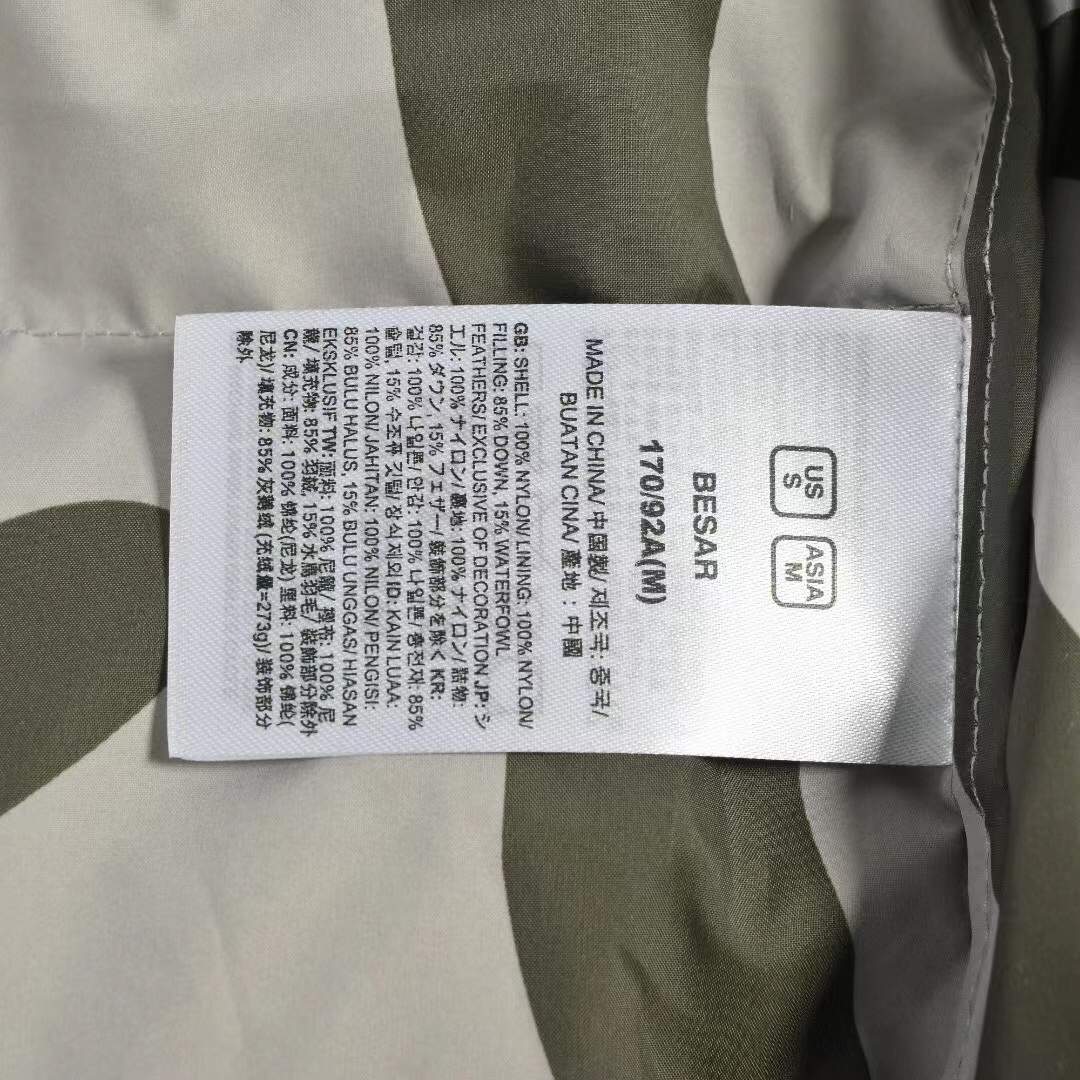 US
S
ASIA
M
BESAR
170/92A(M)
MADE IN CHINA/ 中國製/ 제조국: 중국/
BUATAN CINA/ 產地 : 中國
GB: SHELL: 100% NYLON/ LINING: 100% NYLON/
FILLING: 85% DOWN, 15% WATERFOWL
FEATHERS/ EXCLUSIVE OF DECORATION JP: シ
エル: 100% ナイロン/ 裏地: 100% ナイロン/ 詰物:
85% ダウン, 15% フェザー/ 装飾部分を除く KR:
겉감: 100% 나일론/ 안감: 100% 나일론/ 충전재: 85%
솜털, 15% 수조류 깃털/ 장식 제외 ID: KAIN LUAR:
100% NILON/ JAHITAN: 100% NILON/ PENGISI:
85% BULU HALUS, 15% BULU UNGGAS/ HIASAN
EKSKLUSIF TW: 面料: 100% 尼龍/ 裡布: 100% 尼
龍/ 填充物: 85% 羽絨, 15% 水鳥羽毛/ 裝飾部分除外
CN: 成分: 面料: 100% 锦纶(尼龙) 里料: 100% 锦纶(
尼龙)/ 填充物: 85% 灰鹅绒 (充绒量=273g)/ 装饰部分
除外